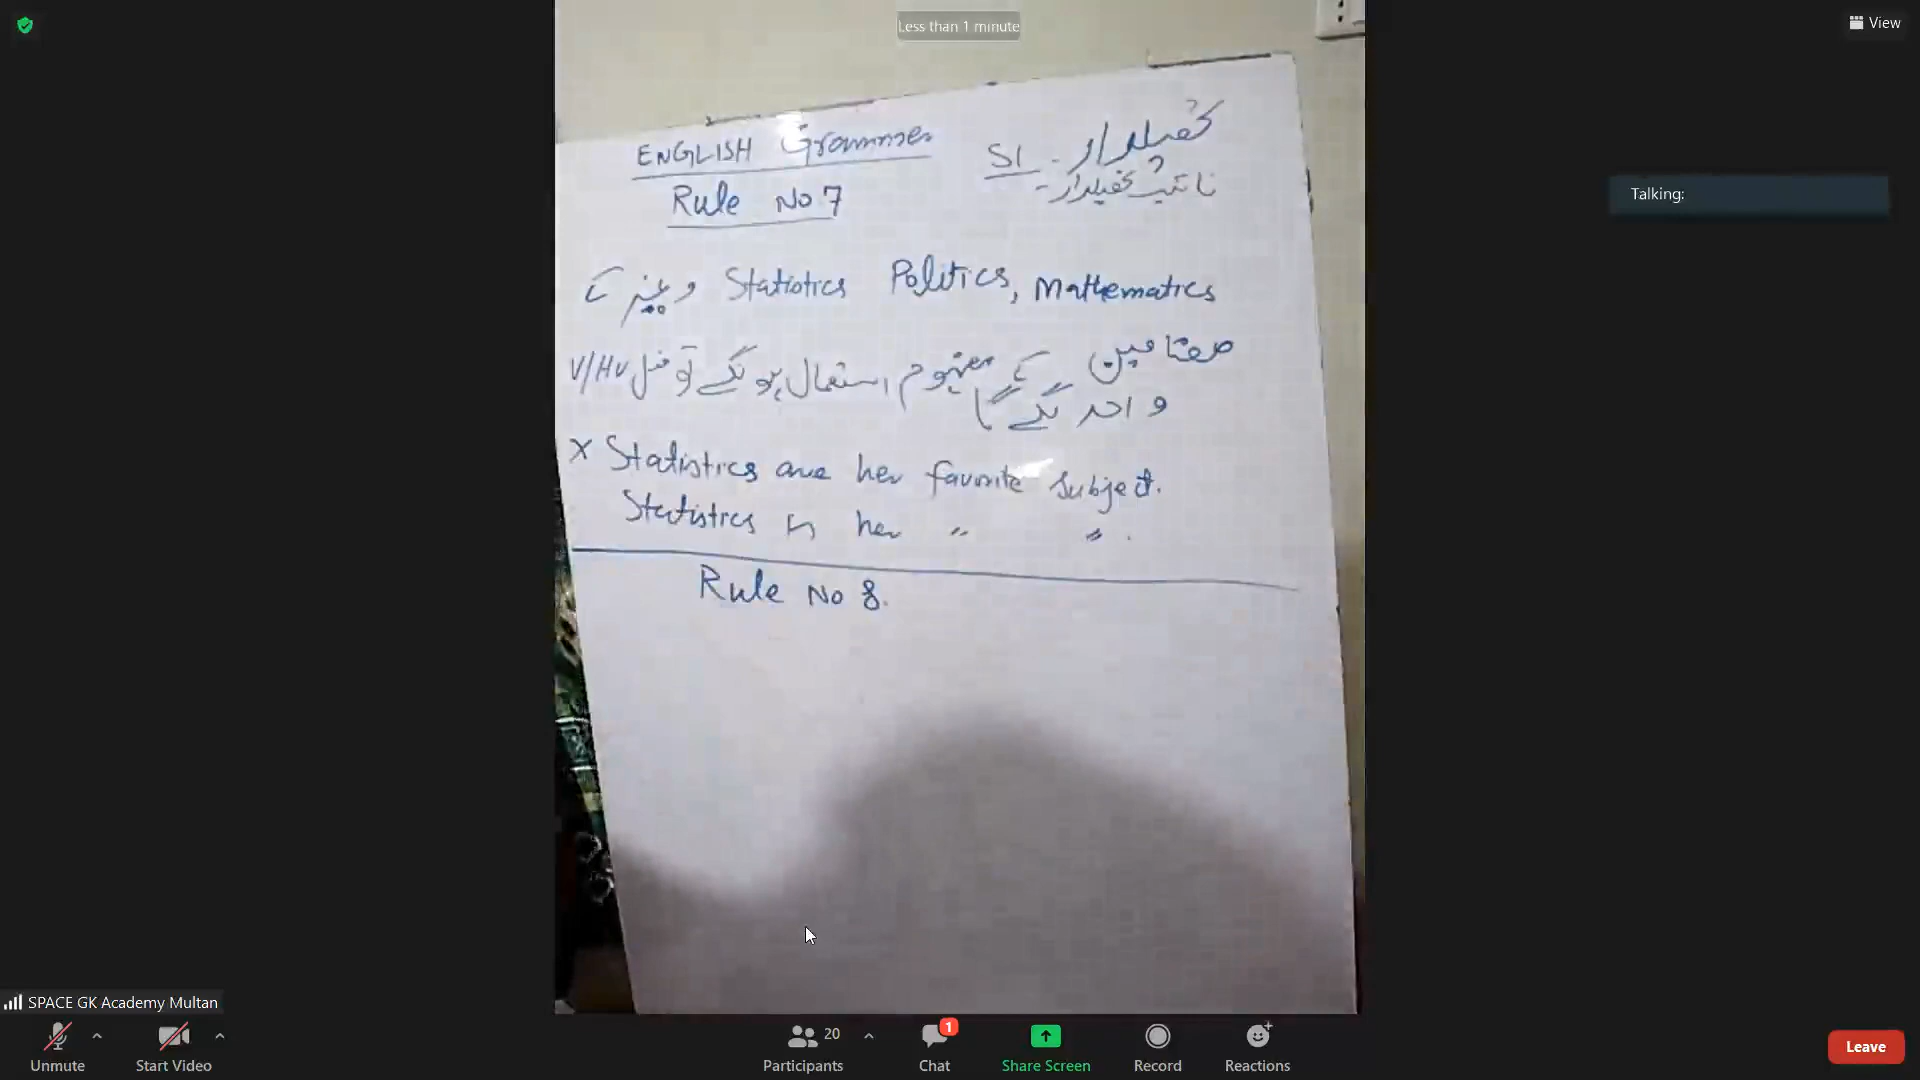 Less than 1 minute
View
Talking:
ENGLISH Grammer
Rule No 7
تحصیلدار - SI
نائب تحصیلدار -
Mathematics, Politics Statistics وغیرہ کے
مضامین کے مفہوم استعمال ہونگے تو فعل V/HV
واحد لگے گا
X Statistics are her favorite subject.
Statistics is her " " .
Rule No 8.
SPACE GK Academy Multan
Unmute
Start Video
20
Participants
1
Chat
Share Screen
Record
Reactions
Leave